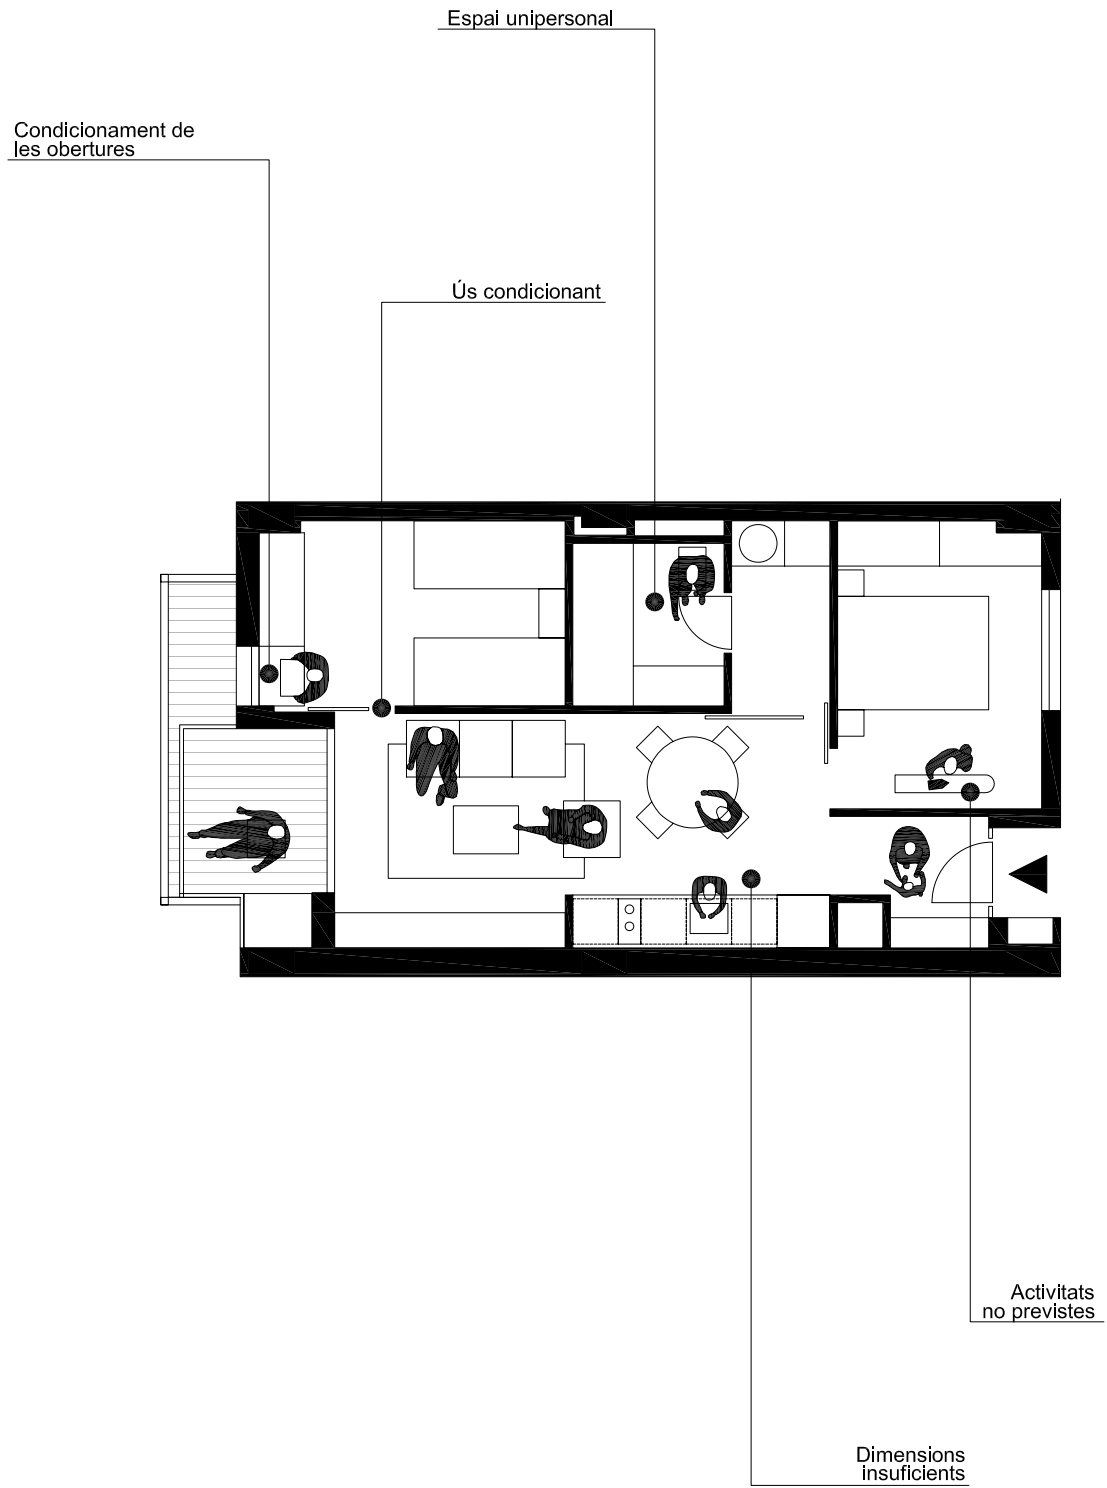 Espai unipersonal
Condicionament de
les obertures
Ús condicionant
Activitats
no previstes
Dimensions
insuficients